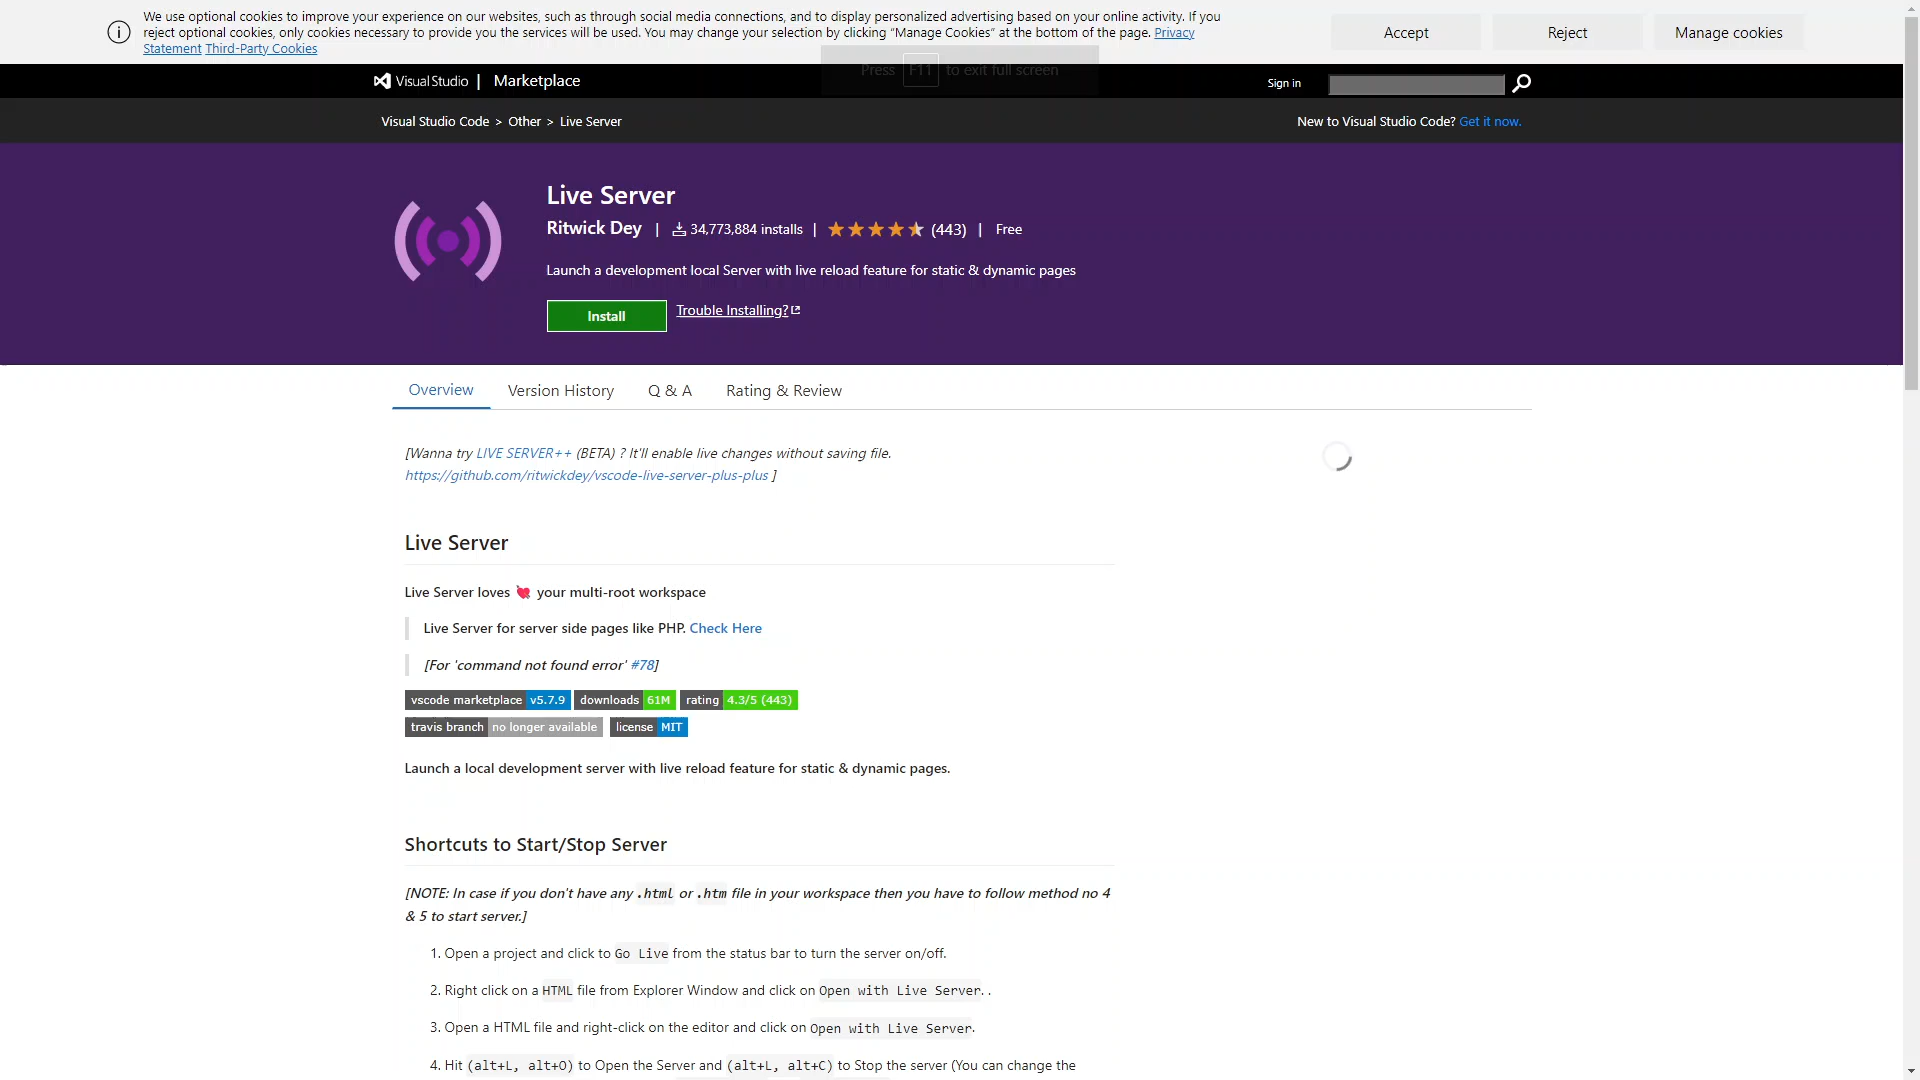 We use optional cookies to improve your experience on our websites, such as through social media connections, and to display personalized advertising based on your online activity. If you
reject optional cookies, only cookies necessary to provide you the services will be used. You may change your selection by clicking “Manage Cookies” at the bottom of the page. Privacy
Statement Third-Party Cookies
Accept
Reject
Manage cookies
Press F11 to exit full screen
Visual Studio | Marketplace
Sign in
Visual Studio Code > Other > Live Server
New to Visual Studio Code? Get it now.
Live Server
Ritwick Dey | 34,773,884 installs | (443) | Free
Launch a development local Server with live reload feature for static & dynamic pages
Install
Trouble Installing?
Overview
Version History
Q & A
Rating & Review
[Wanna try LIVE SERVER++ (BETA) ? It'll enable live changes without saving file.
https://github.com/ritwickdey/vscode-live-server-plus-plus ]
Live Server
Live Server loves 💘 your multi-root workspace
Live Server for server side pages like PHP. Check Here
[For 'command not found error' #78]
vscode marketplace v5.7.9 downloads 61M rating 4.3/5 (443)
travis branch no longer available license MIT
Launch a local development server with live reload feature for static & dynamic pages.
Shortcuts to Start/Stop Server
[NOTE: In case if you don't have any .html or .htm file in your workspace then you have to follow method no 4
& 5 to start server.]
1. Open a project and click to Go Live from the status bar to turn the server on/off.
2. Right click on a HTML file from Explorer Window and click on Open with Live Server. .
3. Open a HTML file and right-click on the editor and click on Open with Live Server.
4. Hit (alt+L, alt+O) to Open the Server and (alt+L, alt+C) to Stop the server (You can change the